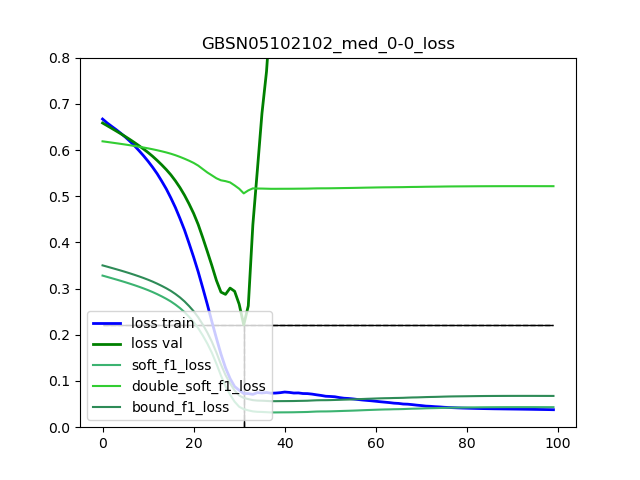 GBSN05102102_med_0-0_loss
0.8
0.7
0.6
0.5
0.4
0.3
0.2
0.1
0.0
loss train
loss val
soft_f1_loss
double_soft_f1_loss
bound_f1_loss
0 20 40 60 80 100